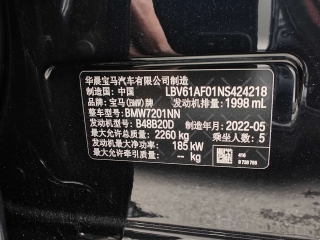 华晨宝马汽车有限公司制造
制造国：中国 LBV61AF01NS424218
品牌：宝马(BMW)牌 发动机排量：1998 mL
整车型号：BMW7201NN
发动机型号：B48B20D 制造年月：2022-05
最大允许总质量：2260 kg 乘坐人数：5
发动机最大净功率：185 kW
最大允许牵引质量：-- kg